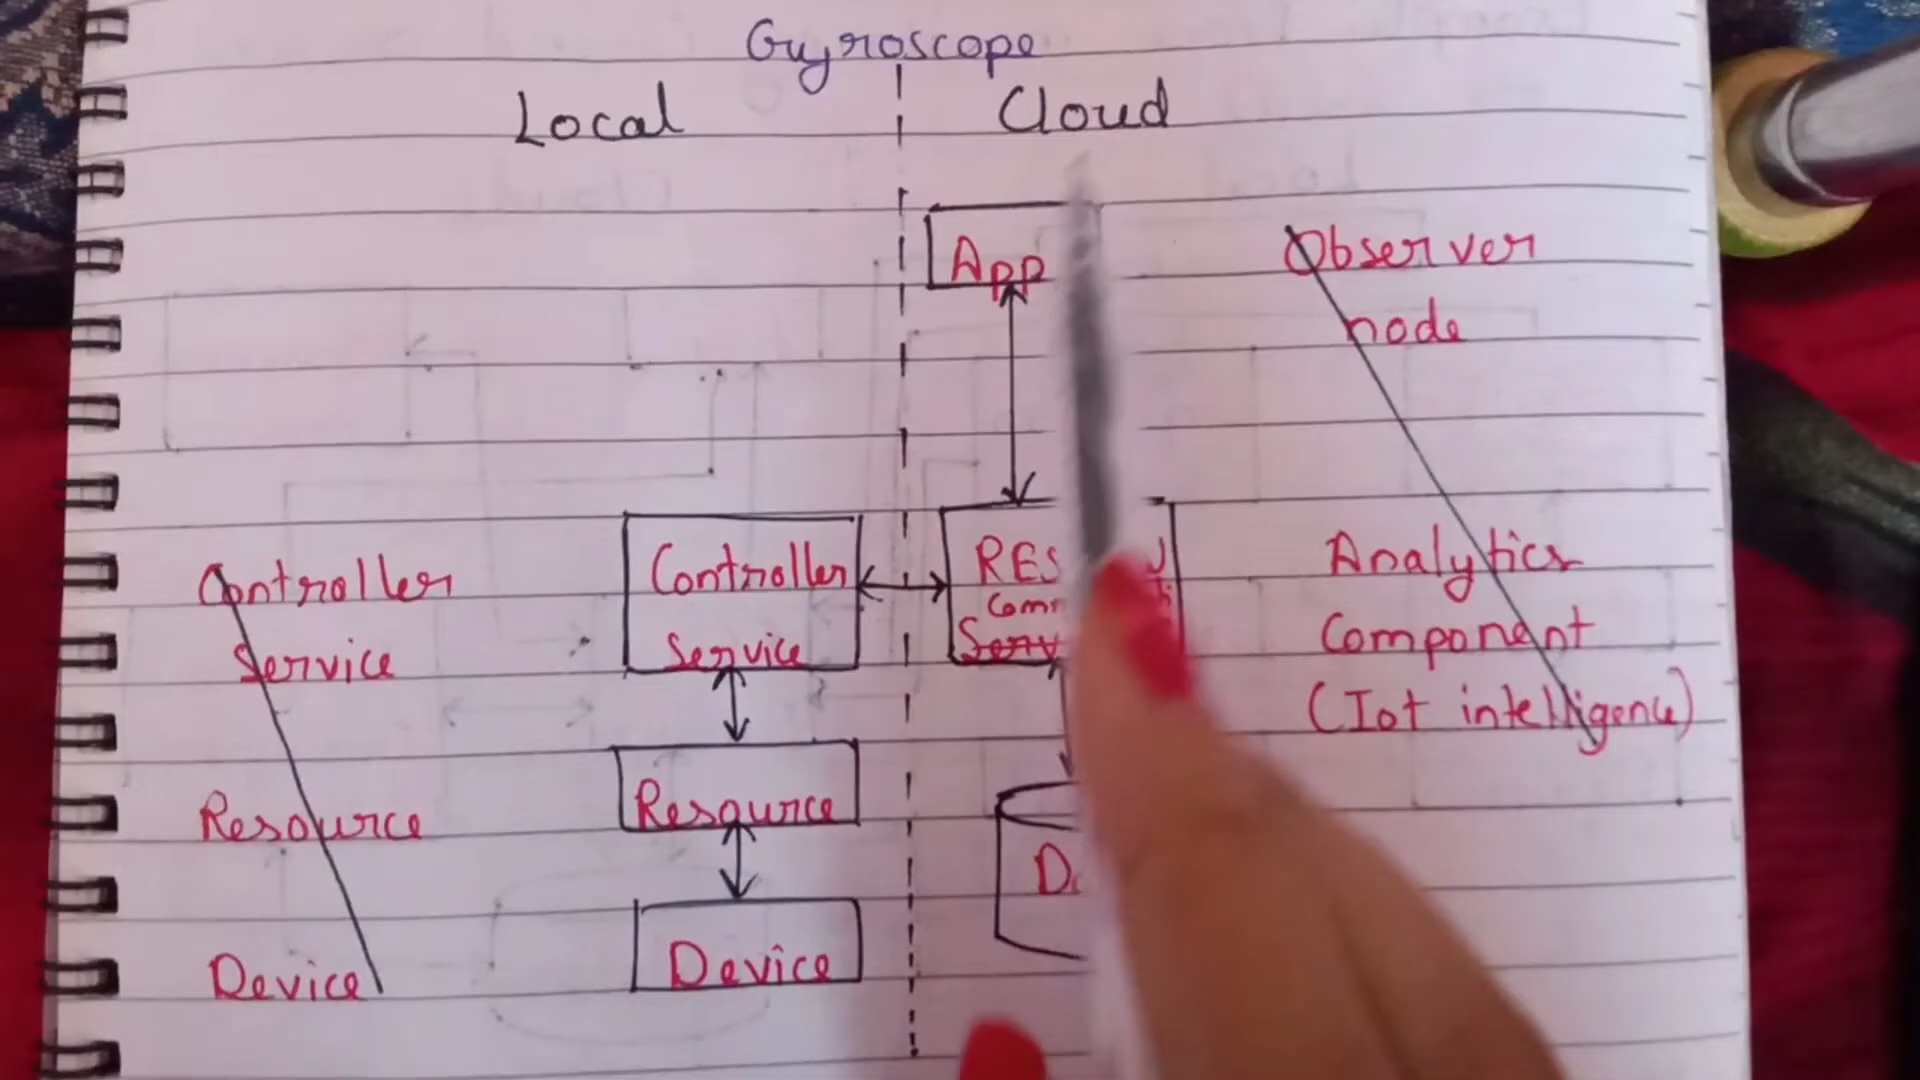 Gyroscope
Local
Cloud
App
Observer
node
Controller
Service
Controller
Service
Analytics
Component
(Iot intelligence)
Resource
Resource
Device
Device